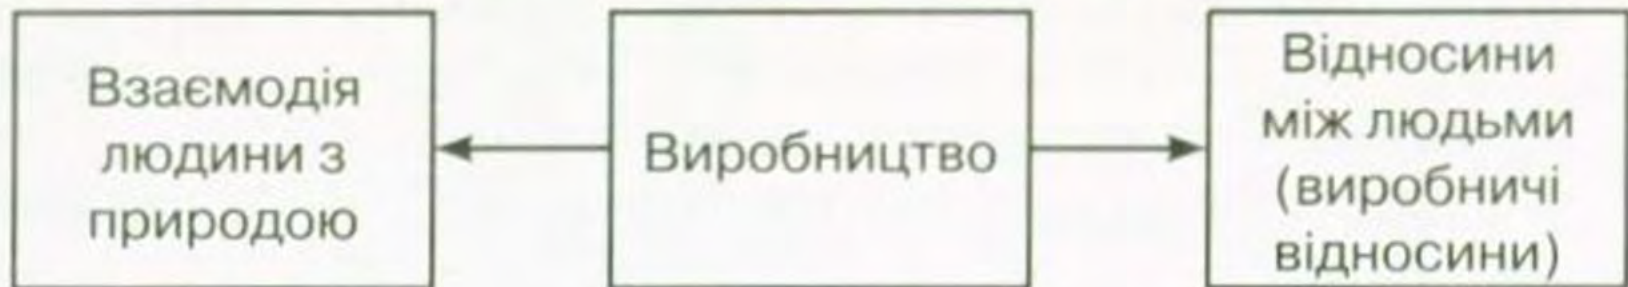 Взаємодія
людини з
природою
Виробництво
Відносини
між людьми
(виробничі
відносини)